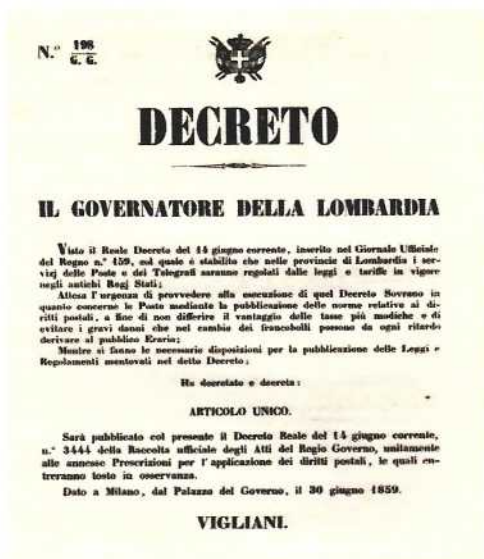 N.° 198
G. G.
DECRETO
IL GOVERNATORE DELLA LOMBARDIA
Visto il Reale Decreto del 14 giugno corrente, inserito nel Giornale Ufficiale
del Regno n.° 159, col quale è stabilito che nelle provincie di Lombardia i ser-
vizj delle Poste e dei Telegrafi saranno regolati dalle leggi e tariffe in vigore
negli antichi Regj Stati;
Attesa l'urgenza di provvedere alla esecuzione di quel Decreto Sovrano in
quanto concerne le Poste mediante la pubblicazione delle norme relative ai di-
ritti postali, a fine di non differire il vantaggio delle tasse più modiche e di
evitare i gravi danni che nel cambio dei francobolli possono da ogni ritardo
derivare al pubblico Erario;
Mentre si fanno le necessarie disposizioni per la pubblicazione delle Leggi e
Regolamenti mentovati nel detto Decreto;
Ha decretato e decreta:
ARTICOLO UNICO.
Sarà pubblicato col presente il Decreto Reale del 14 giugno corrente,
n.° 3444 della Raccolta ufficiale degli Atti del Regio Governo, unitamente
alle annesse Prescrizioni per l'applicazione dei diritti postali, le quali en-
treranno tosto in osservanza.
Dato a Milano, dal Palazzo del Governo, il 30 giugno 1859.
VIGLIANI.